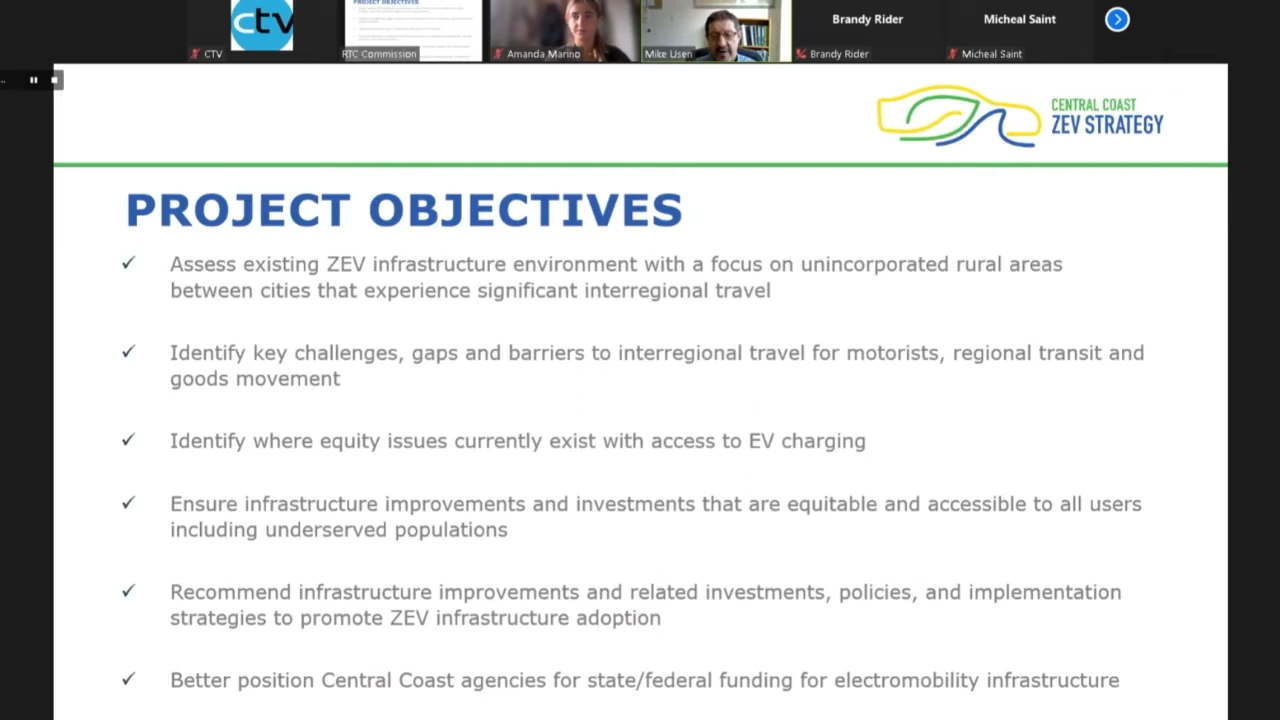 ctv
PROJECT OBJECTIVES
Brandy Rider
Micheal Saint
CTV
RTC Commission
Amanda Marino
Mike Usen
Brandy Rider
Micheal Saint
CENTRAL COAST
ZEV STRATEGY
PROJECT OBJECTIVES
✓ Assess existing ZEV infrastructure environment with a focus on unincorporated rural areas
between cities that experience significant interregional travel
✓ Identify key challenges, gaps and barriers to interregional travel for motorists, regional transit and
goods movement
✓ Identify where equity issues currently exist with access to EV charging
✓ Ensure infrastructure improvements and investments that are equitable and accessible to all users
including underserved populations
✓ Recommend infrastructure improvements and related investments, policies, and implementation
strategies to promote ZEV infrastructure adoption
✓ Better position Central Coast agencies for state/federal funding for electromobility infrastructure